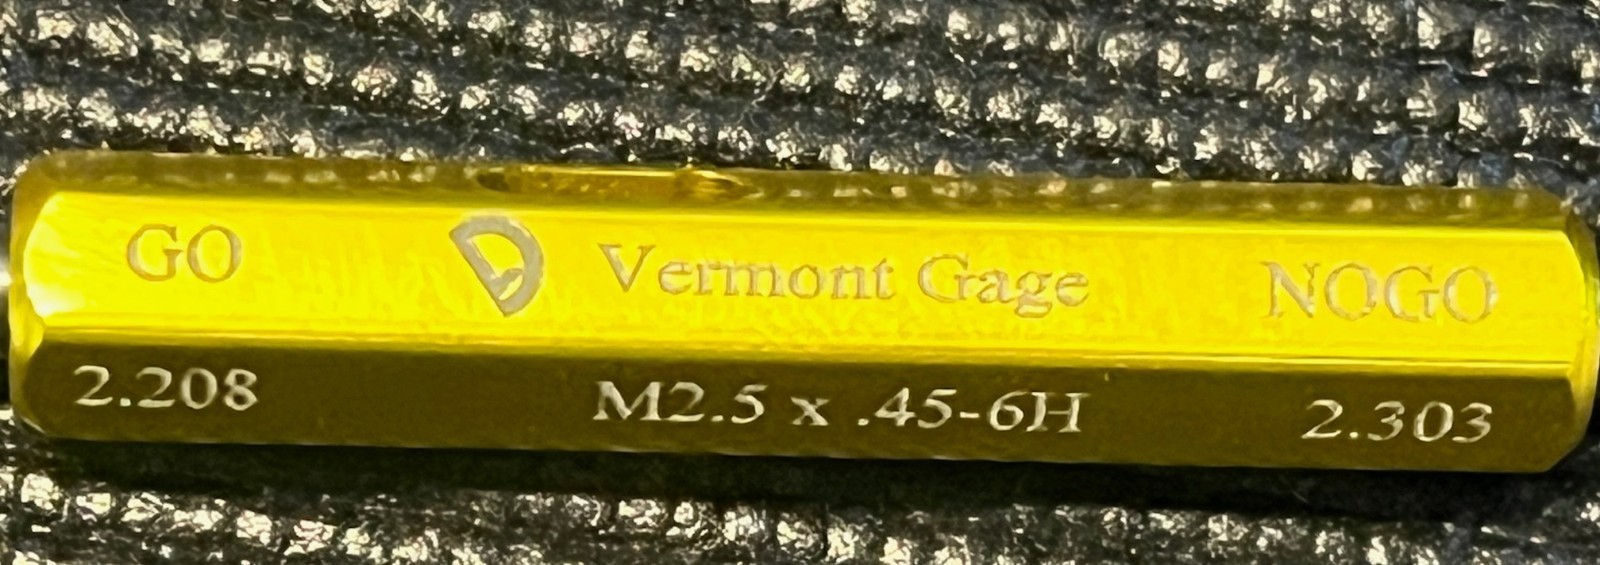 GO Vermont Gage NOGO
2.208 M2.5 x .45-6H 2.303